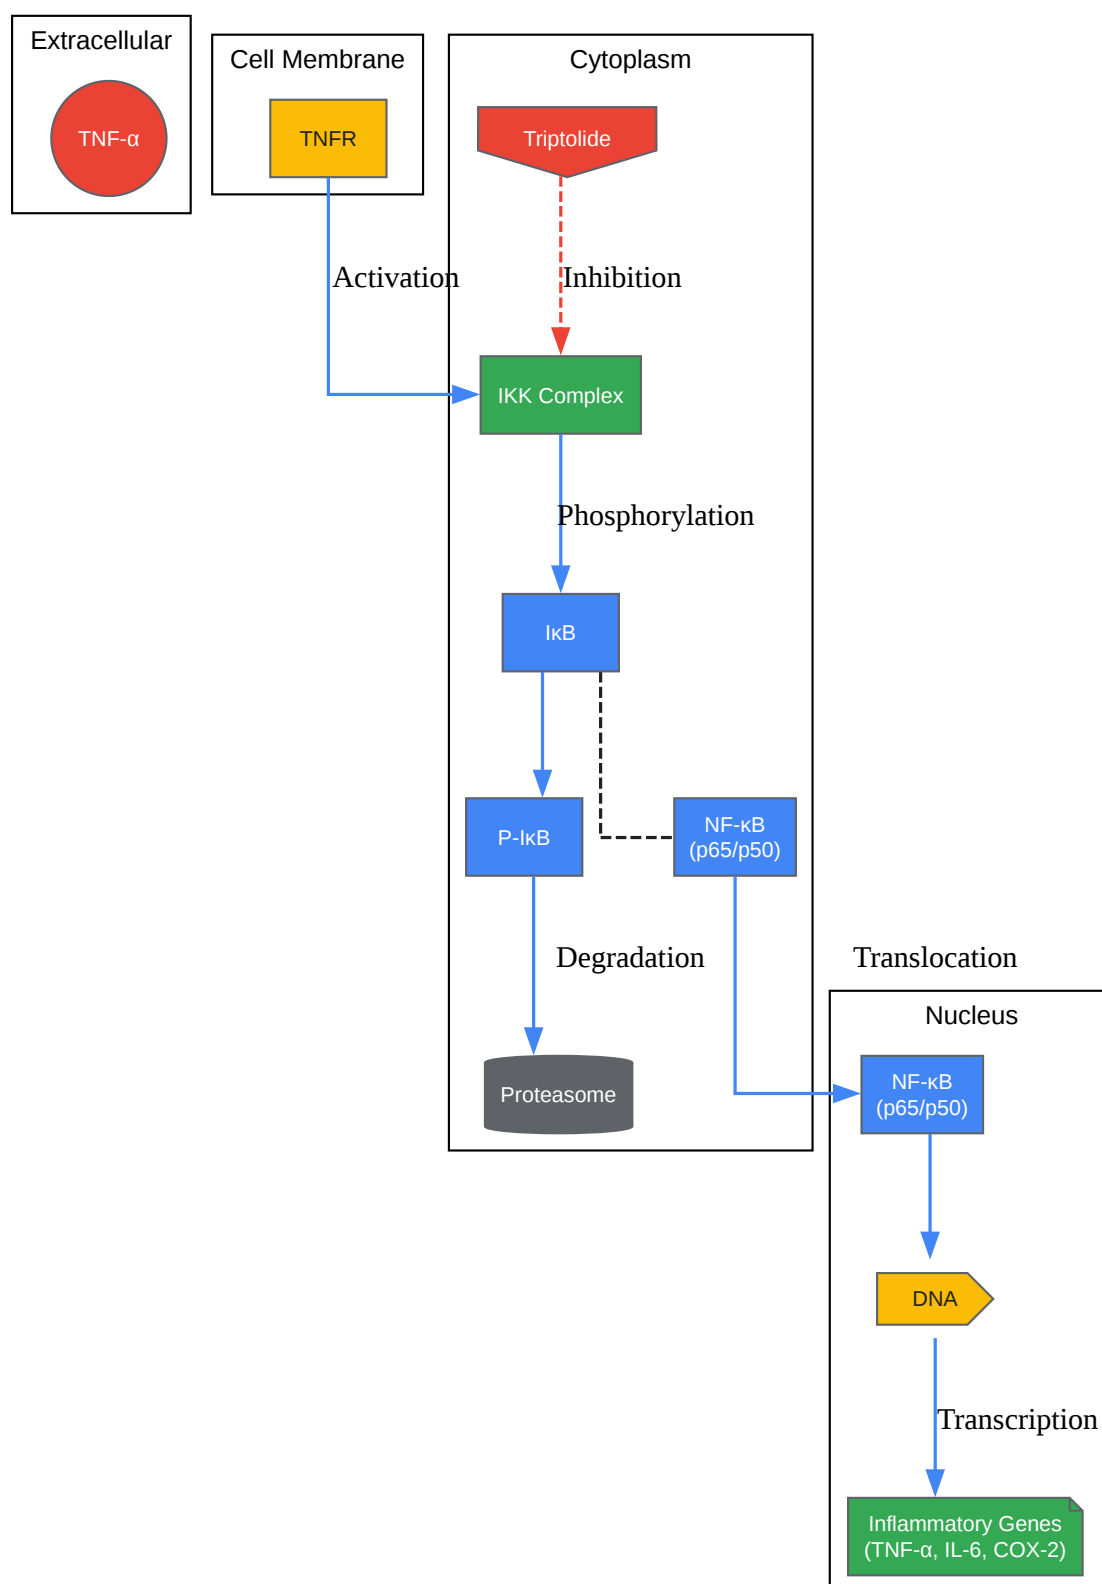 Extracellular
TNF-α
Cell Membrane
TNFR
Cytoplasm
Triptolide
Activation
Inhibition
IKK Complex
Phosphorylation
IκB
P-IκB
NF-κB
(p65/p50)
Degradation
Translocation
Proteasome
Nucleus
NF-κB
(p65/p50)
DNA
Transcription
Inflammatory Genes
(TNF-α, IL-6, COX-2)